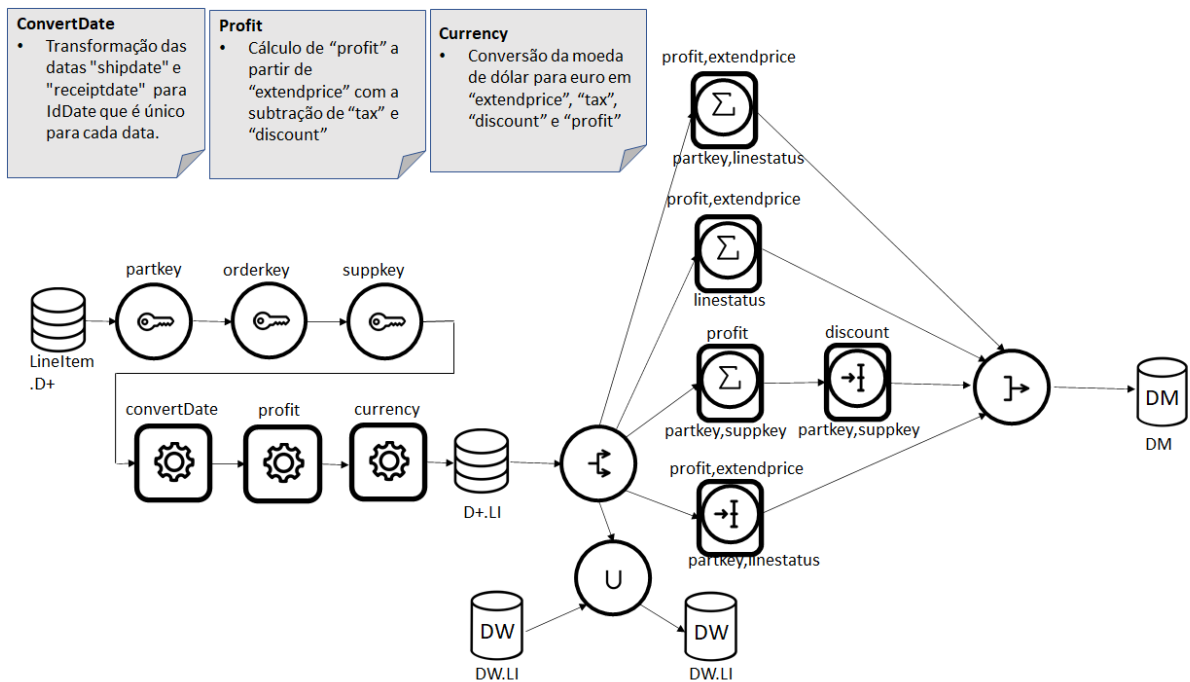 ConvertDate
• Transformação das
datas "shipdate" e
"receiptdate" para
IdDate que é único
para cada data.
Profit
• Cálculo de “profit” a
partir de
“extendprice” com a
subtração de “tax” e
“discount”
Currency
• Conversão da moeda
de dólar para euro em
“extendprice”, “tax”,
“discount” e “profit”
profit,extendprice
Σ
partkey,linestatus
profit,extendprice
Σ
linestatus
partkey
orderkey
suppkey
LineItem
.D+
profit
Σ
partkey,suppkey
discount
partkey,suppkey
DM
DM
convertDate
profit
currency
D+.LI
profit,extendprice
partkey,linestatus
U
DW
DW.LI
DW
DW.LI